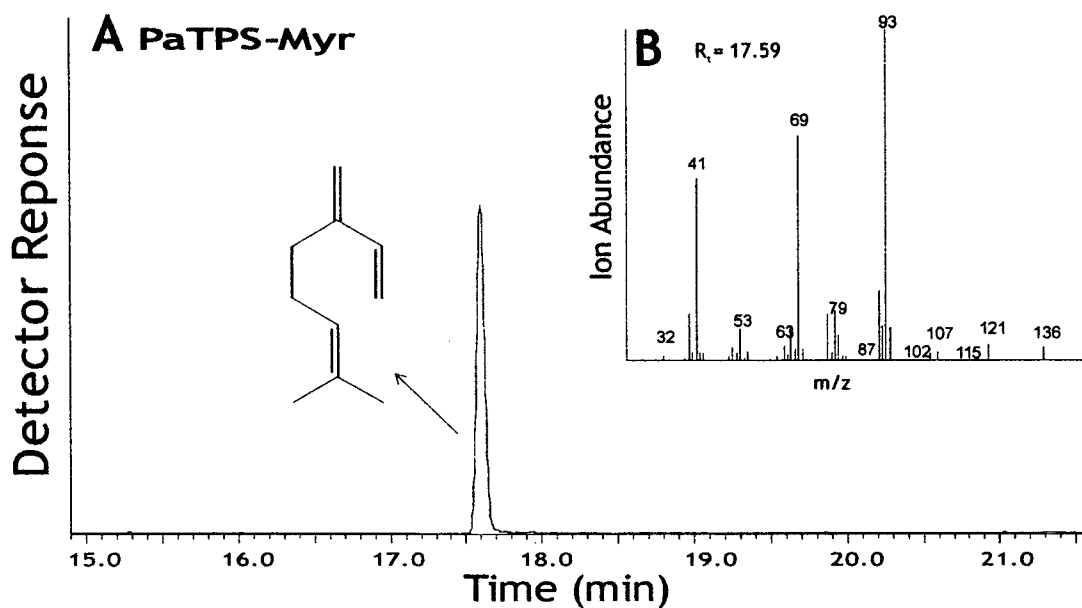 A PaTPS-Myr
Detector Reponse
15.0 16.0 17.0 18.0 19.0 20.0 21.0
Time (min)
B
Rt = 17.59
Ion Abundance
32 41 53 63 69 79 87 93 102 107 115 121 136
m/z